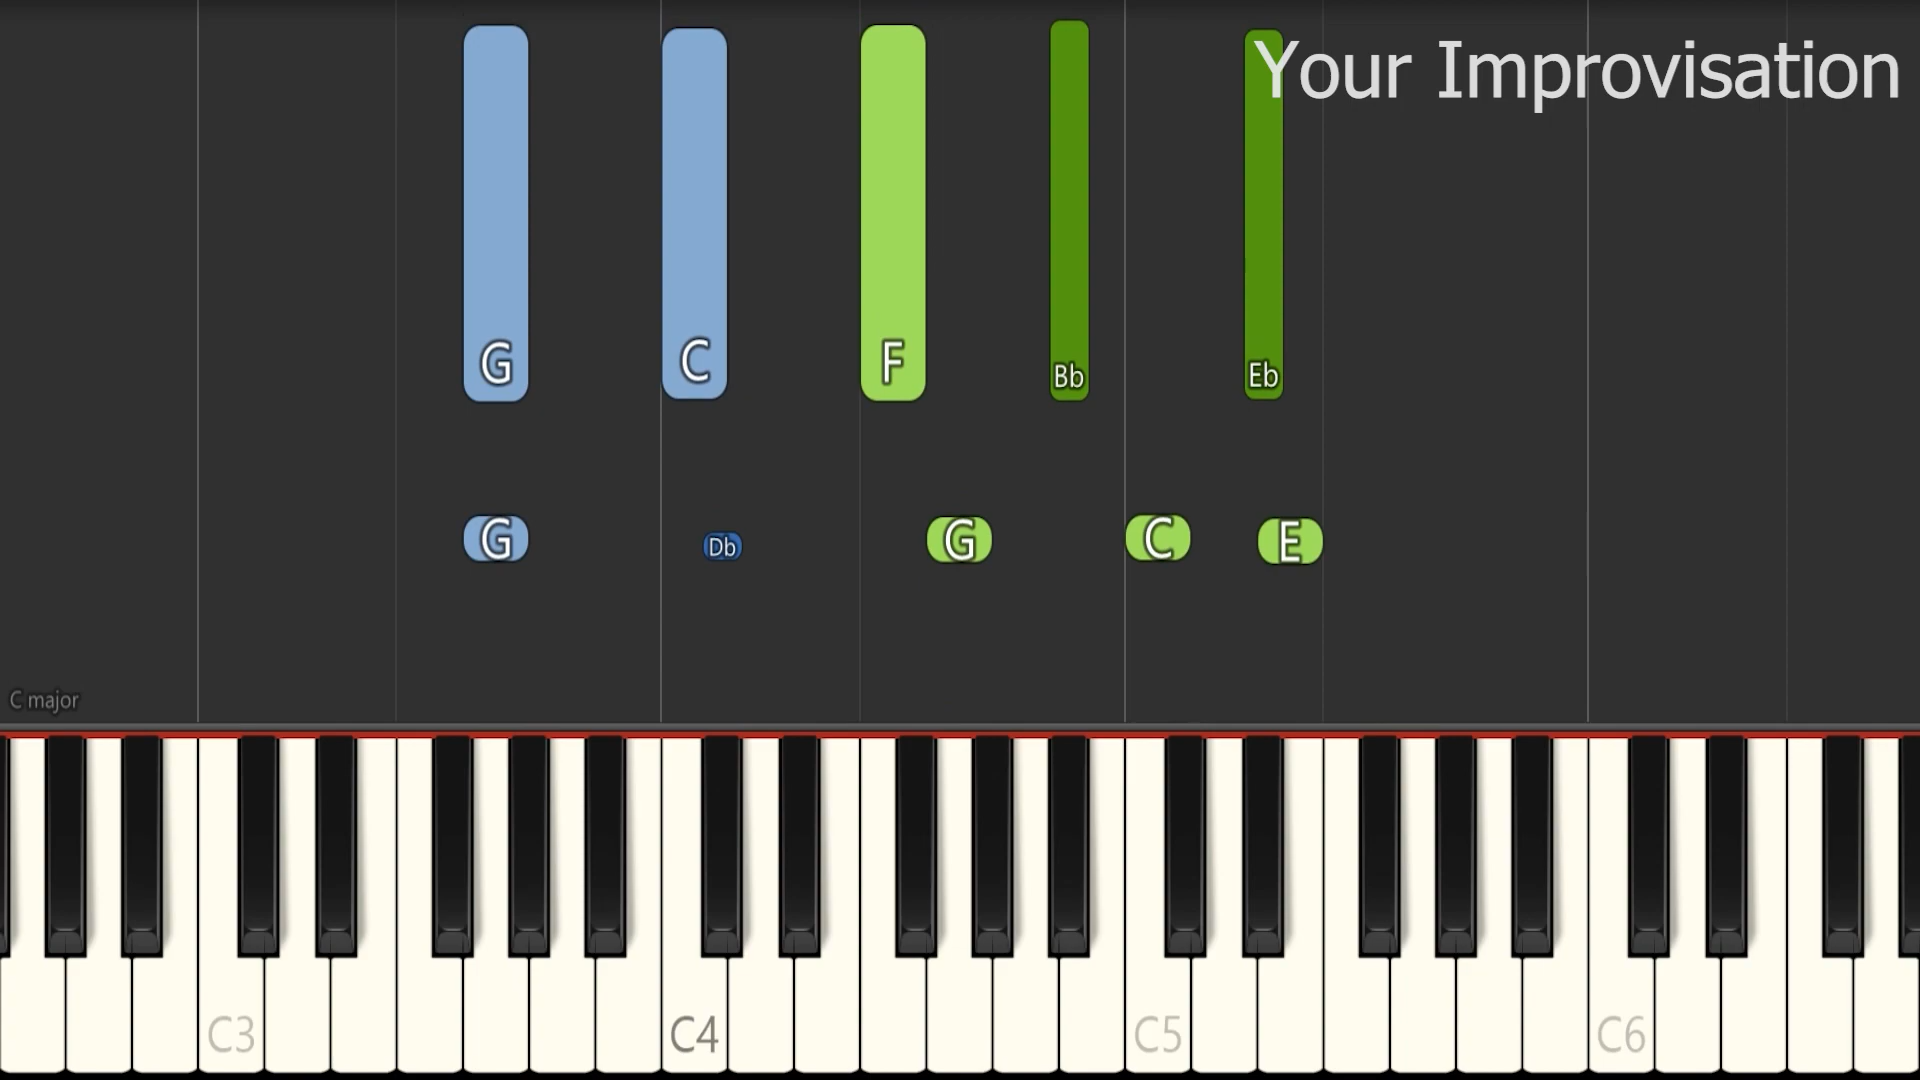 Your Improvisation
G C F Bb Eb
G Db G C E
C major
C3 C4 C5 C6